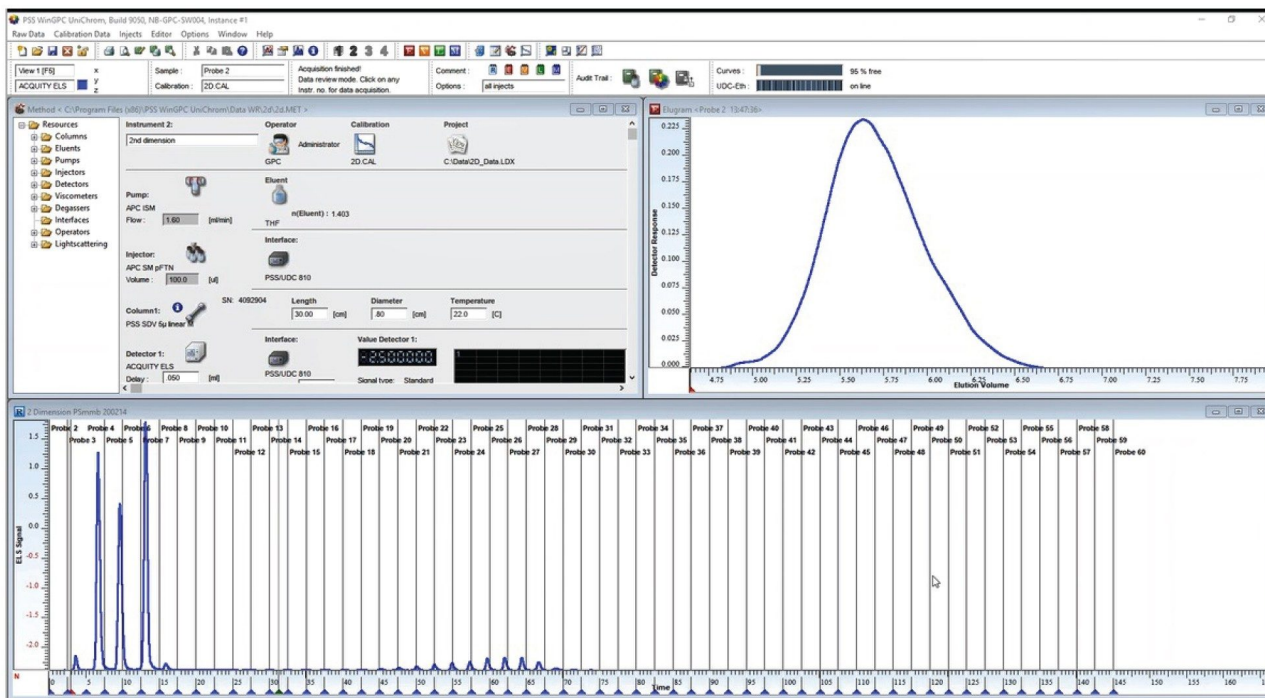 PSS WinGPC UniChrom, Build 9050, NB-GPC-SW004, Instance #1
Raw Data Calibration Data Injects Editor Options Window Help
1 2 3 4
View 1 [F5] x Sample : Probe 2 Acquisition finished! Comment : Curves : 95 % free
ACQUITY ELS y z Calibration : 2D.CAL Data review mode. Click on any Instr. no. for data acquisition. Options : all injects Audit Trail : UDC-Eth : on line
Method < C:\Program Files (x86)\PSS WinGPC UniChrom\Data WR\2d\2d.MET >
Resources
Columns
Eluents
Pumps
Injectors
Detectors
Viscometers
Degassers
Interfaces
Operators
Lightscattering
Instrument 2: Operator Calibration Project
2nd dimension Administrator
GPC 2D.CAL C:\Data\2D_Data.LDX
Pump: Eluent
APC ISM n(Eluent) : 1.403
Flow : 1.60 [ml/min] THF
Injector: Interface:
APC SM pFTN PSS/UDC 810
Volume : 100.0 [ul]
SN: 4092904 Length Diameter Temperature
Column1: 30.00 [cm] .80 [cm] 22.0 [C]
PSS SDV 5µ linear M
Detector 1: Interface: Value Detector 1:
ACQUITY ELS PSS/UDC 810 -2.500000 1
Delay : .050 [ml] Signal type: Standard
Elugram <Probe 2 13:47:36>
0.225
0.200
0.175
0.150
0.125
0.100
0.075
0.050
0.025
0.000
Detector Response
4.75 5.00 5.25 5.50 5.75 6.00 6.25 6.50 6.75 7.00 7.25 7.50 7.75
Elution Volume
R 2 Dimension PSmmb 200214
Probe 2 Probe 4 Probe 6 Probe 8 Probe 10 Probe 13 Probe 16 Probe 19 Probe 22 Probe 25 Probe 28 Probe 31 Probe 34 Probe 37 Probe 40 Probe 43 Probe 46 Probe 49 Probe 52 Probe 55 Probe 58
Probe 3 Probe 5 Probe 7 Probe 9 Probe 11 Probe 14 Probe 17 Probe 20 Probe 23 Probe 26 Probe 29 Probe 32 Probe 35 Probe 38 Probe 41 Probe 44 Probe 47 Probe 50 Probe 53 Probe 56 Probe 59
Probe 12 Probe 15 Probe 18 Probe 21 Probe 24 Probe 27 Probe 30 Probe 33 Probe 36 Probe 39 Probe 42 Probe 45 Probe 48 Probe 51 Probe 54 Probe 57 Probe 60
1.5
1.0
0.5
0.0
-0.5
-1.0
-1.5
-2.0
ELS Signal
N 0 5 10 15 20 25 30 35 40 45 50 55 60 65 70 75 80 85 90 95 100 105 110 115 120 125 130 135 140 145 150 155 160
Time